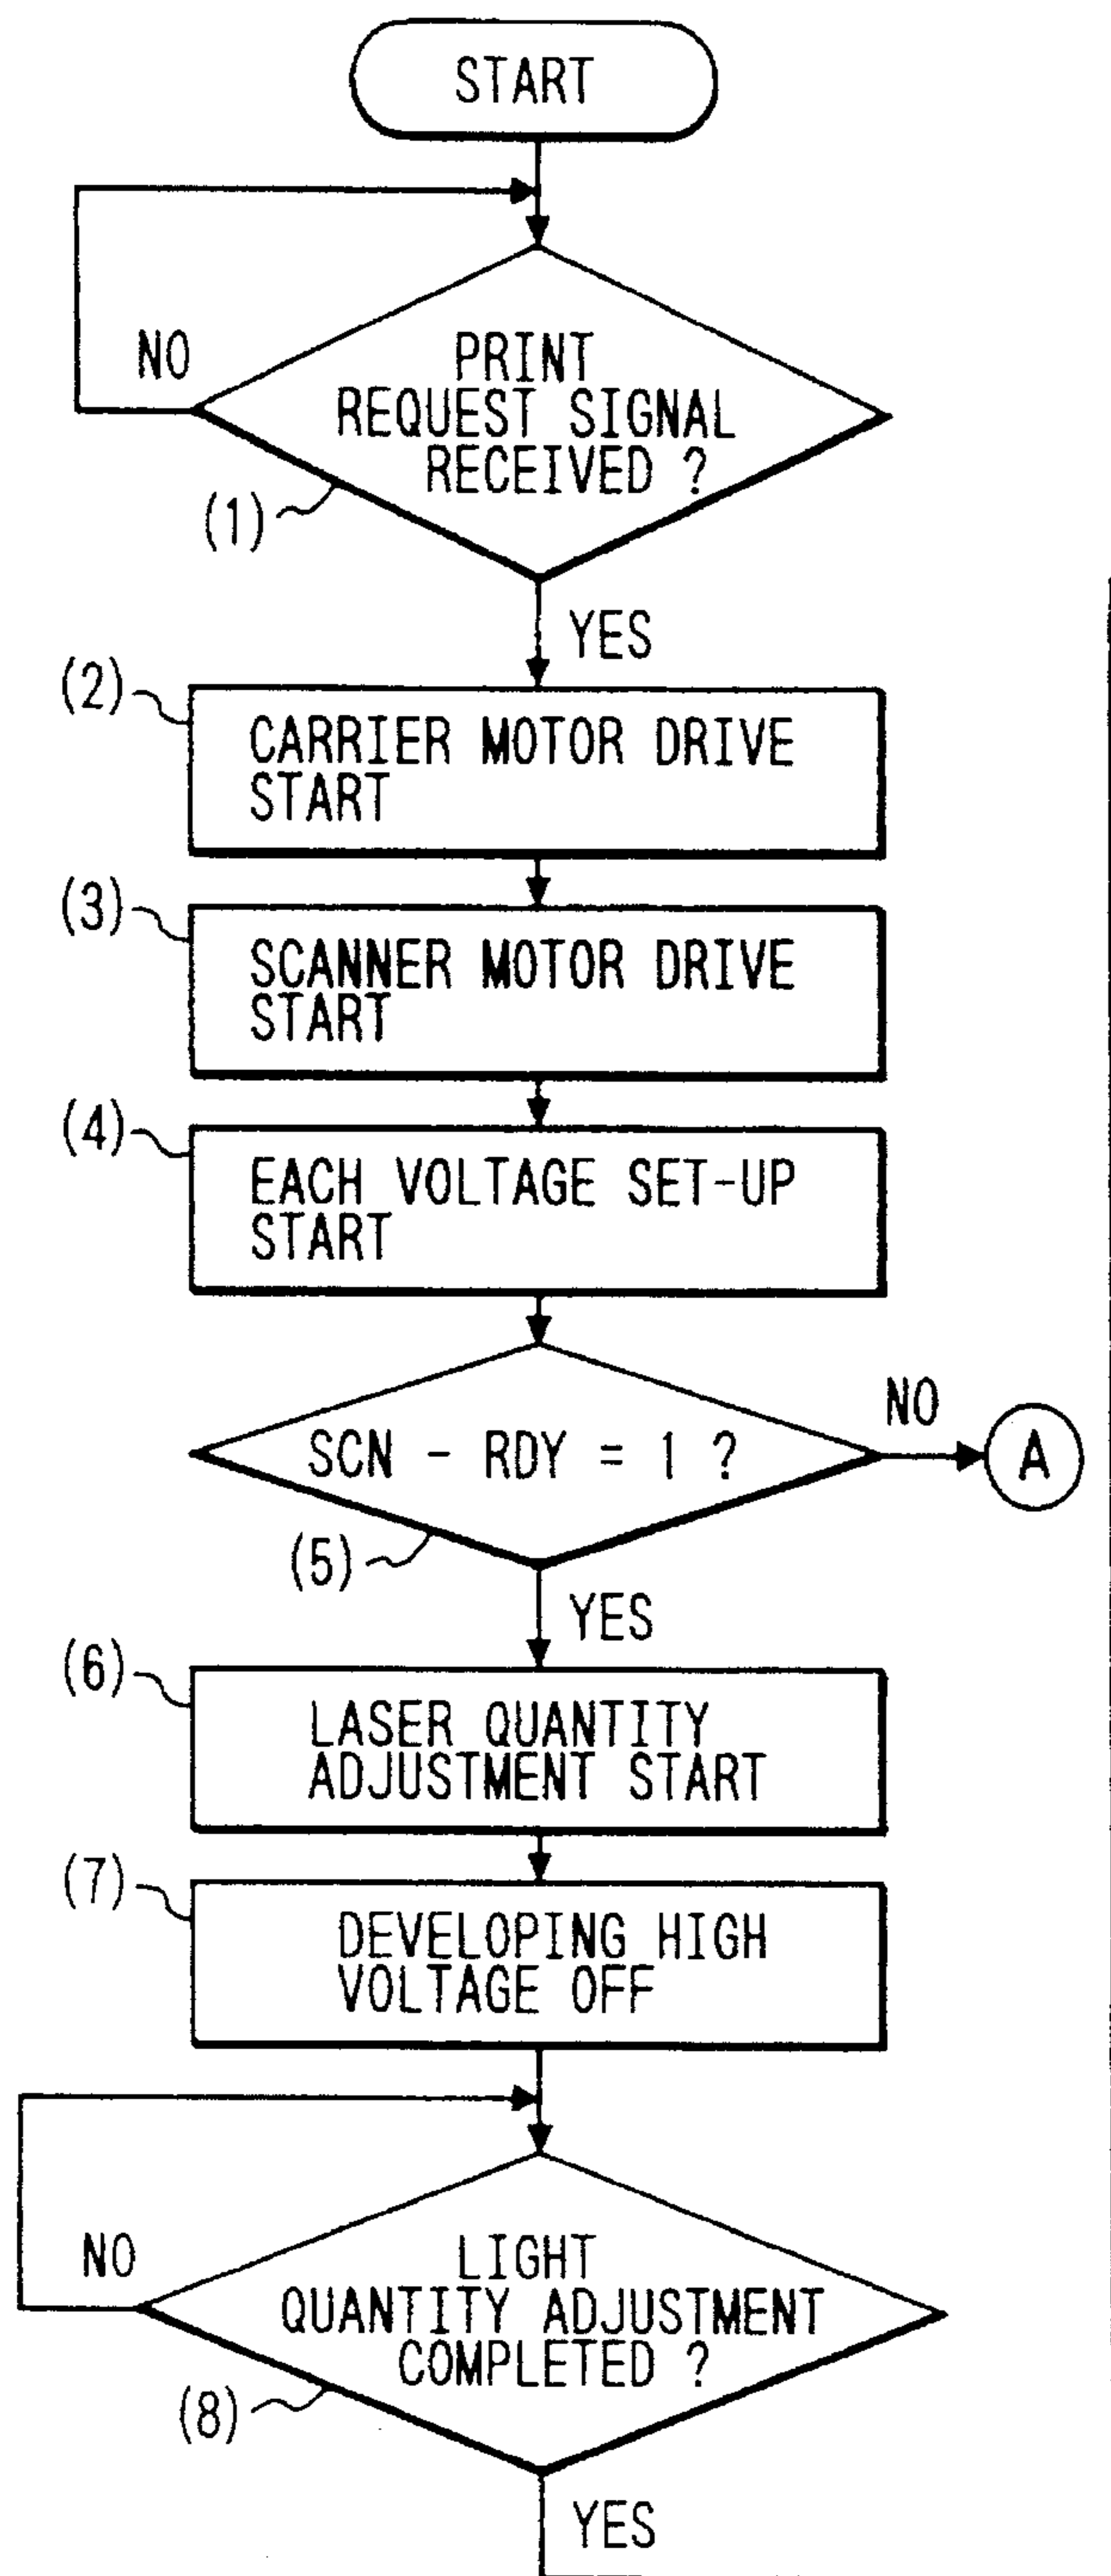 START
NO
PRINT
REQUEST SIGNAL
RECEIVED ?
(1)
YES
(2)
CARRIER MOTOR DRIVE
START
(3)
SCANNER MOTOR DRIVE
START
(4)
EACH VOLTAGE SET-UP
START
SCN - RDY = 1 ?
NO
A
(5)
YES
(6)
LASER QUANTITY
ADJUSTMENT START
(7)
DEVELOPING HIGH
VOLTAGE OFF
NO
LIGHT
QUANTITY ADJUSTMENT
COMPLETED ?
(8)
YES